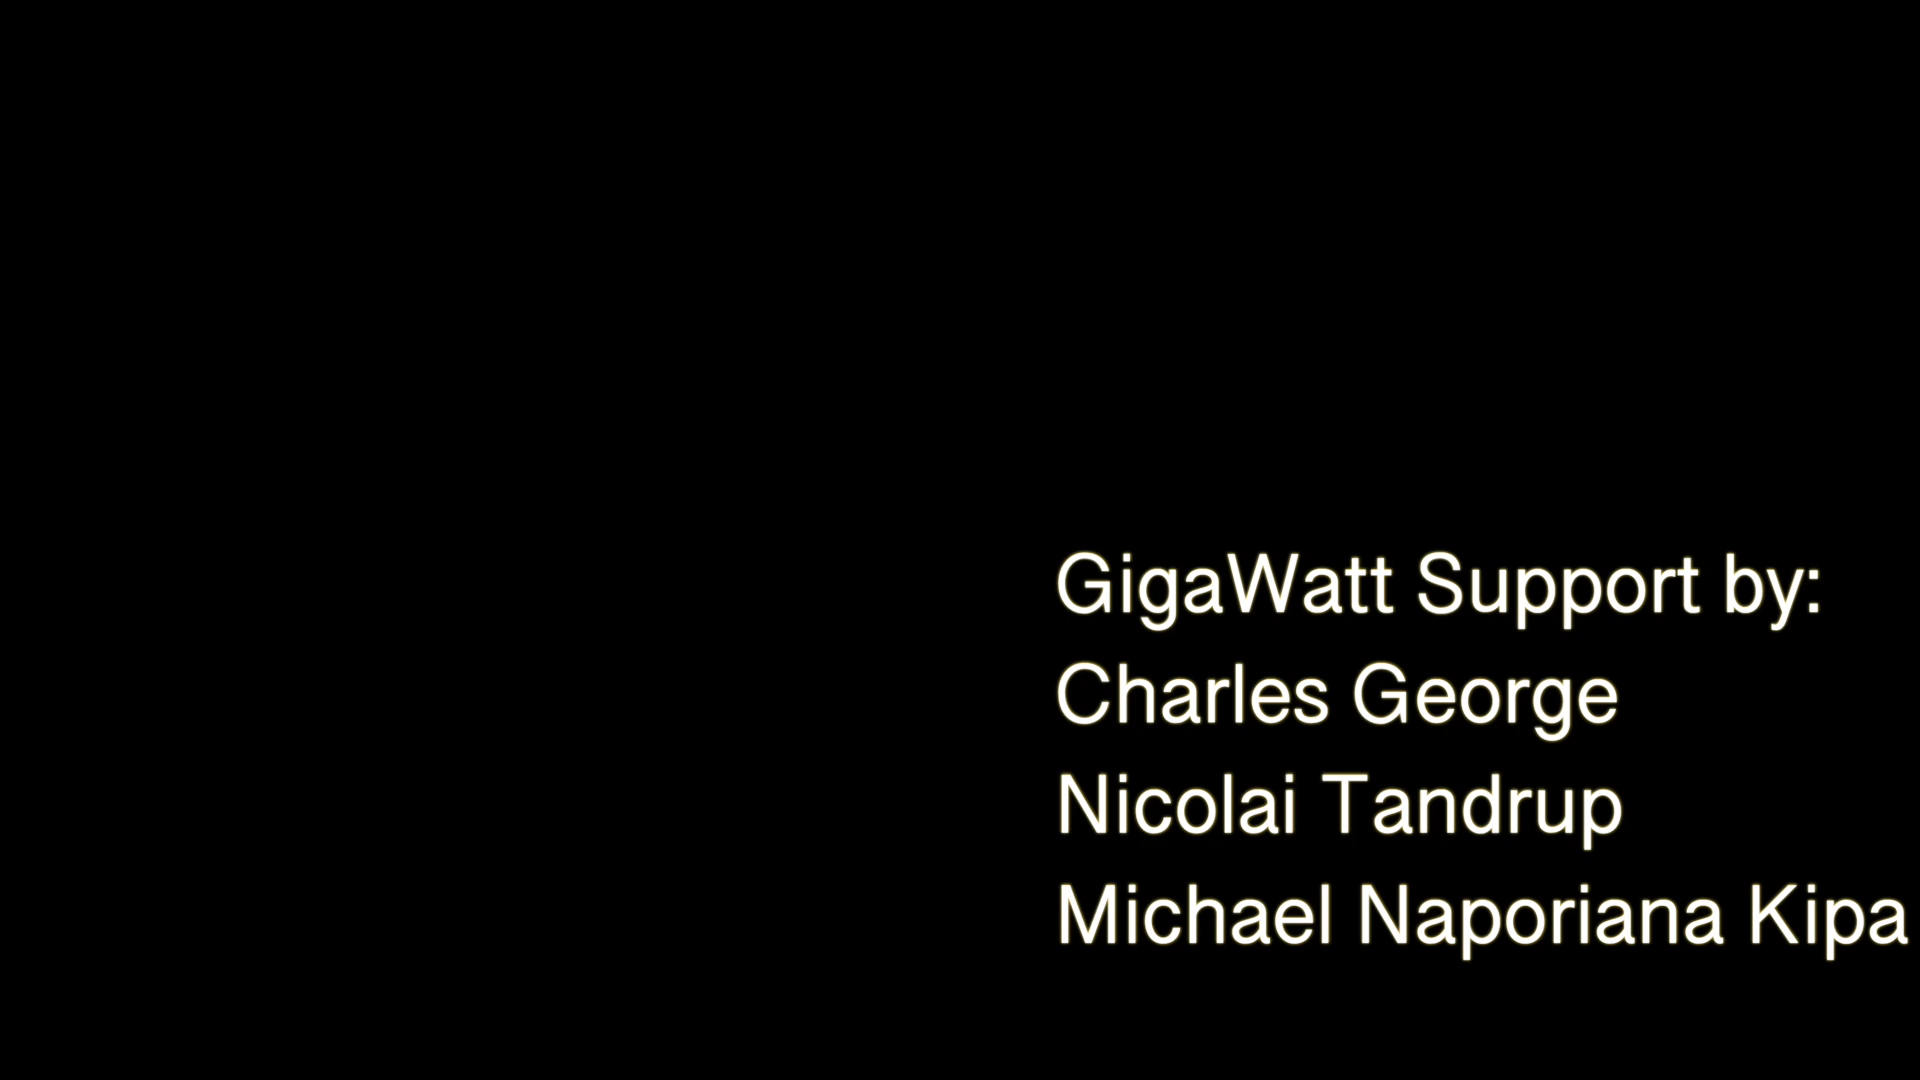 GigaWatt Support by:
Charles George
Nicolai Tandrup
Michael Naporiana Kipa